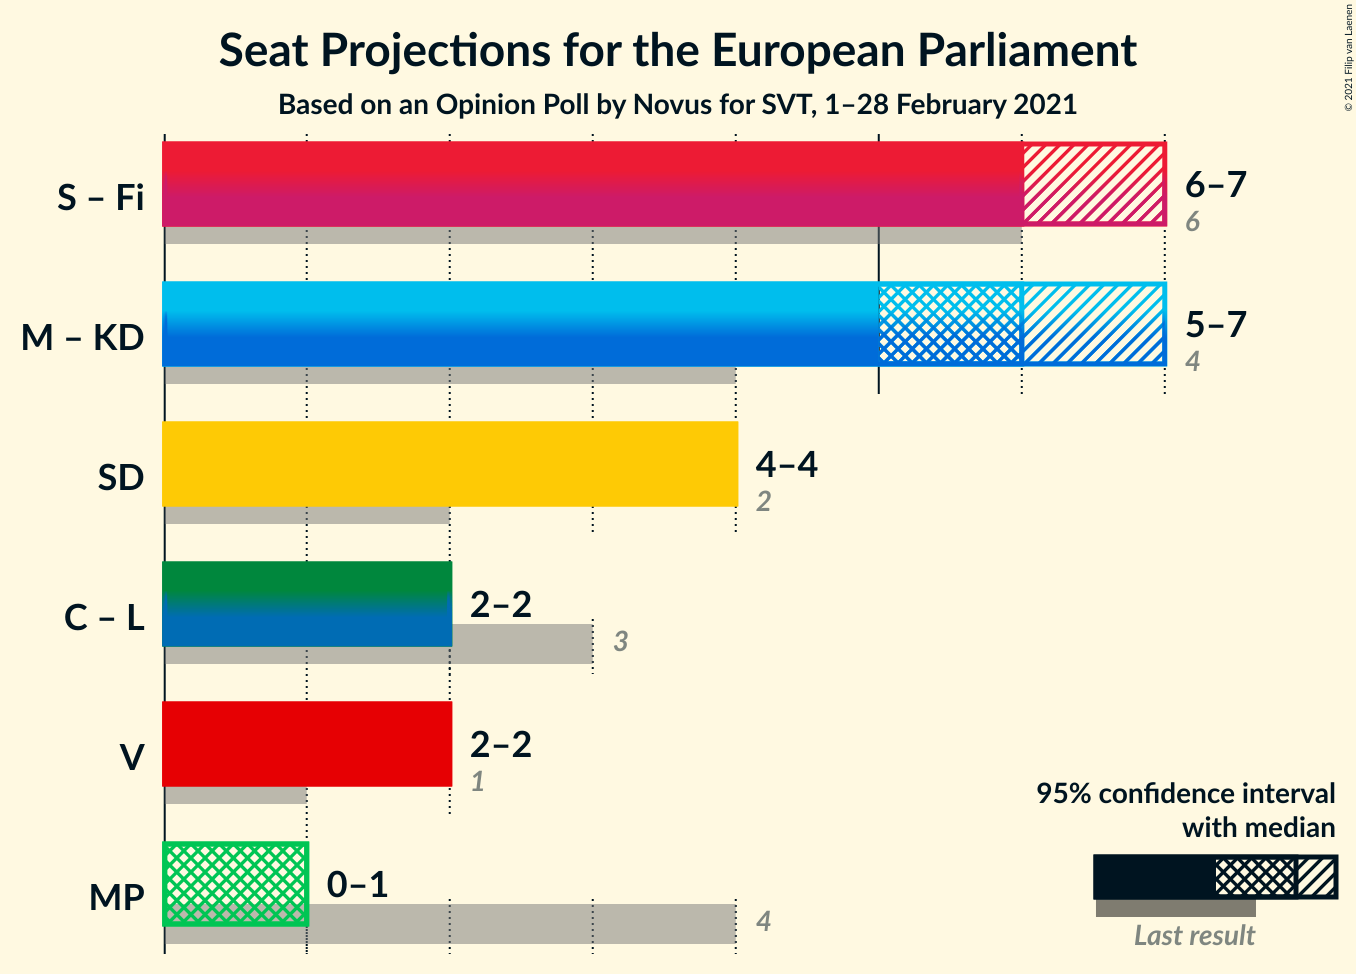 Seat Projections for the European Parliament
Based on an Opinion Poll by Novus for SVT, 1–28 February 2021
© 2021 Filip van Laenen
S – Fi
6–7
6
M – KD
5–7
4
SD
4–4
2
C – L
2–2
3
V
2–2
1
MP
0–1
4
95% confidence interval
with median
Last result